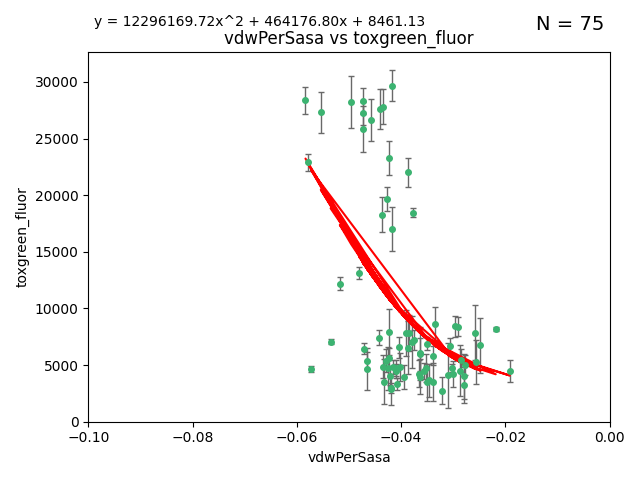 y = 12296169.72x^2 + 464176.80x + 8461.13
N = 75
vdwPerSasa vs toxgreen_fluor
toxgreen_fluor
30000
25000
20000
15000
10000
5000
0
−0.10
−0.08
−0.06
−0.04
−0.02
0.00
vdwPerSasa